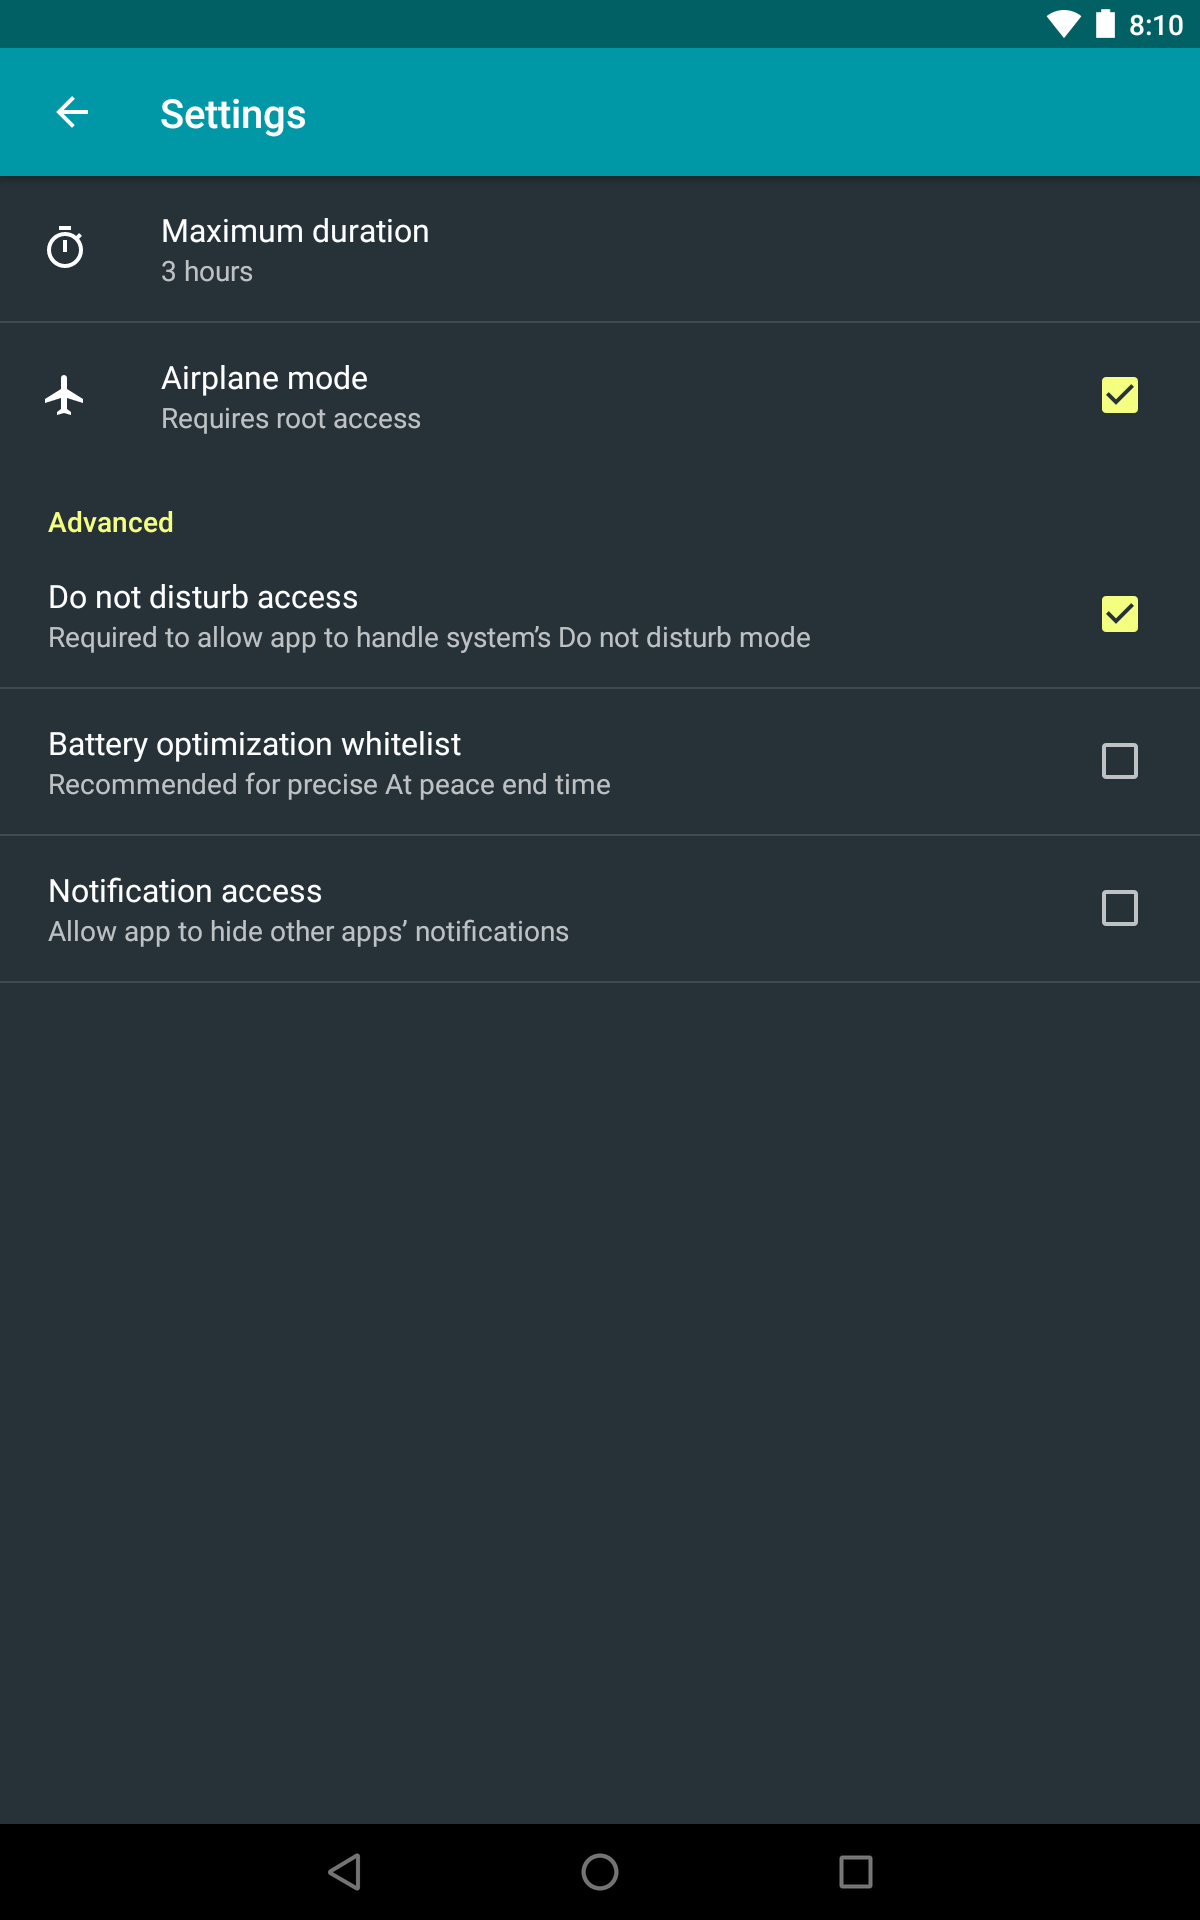 8:10
Settings
Maximum duration
3 hours
Airplane mode
Requires root access
Advanced
Do not disturb access
Required to allow app to handle system’s Do not disturb mode
Battery optimization whitelist
Recommended for precise At peace end time
Notification access
Allow app to hide other apps’ notifications